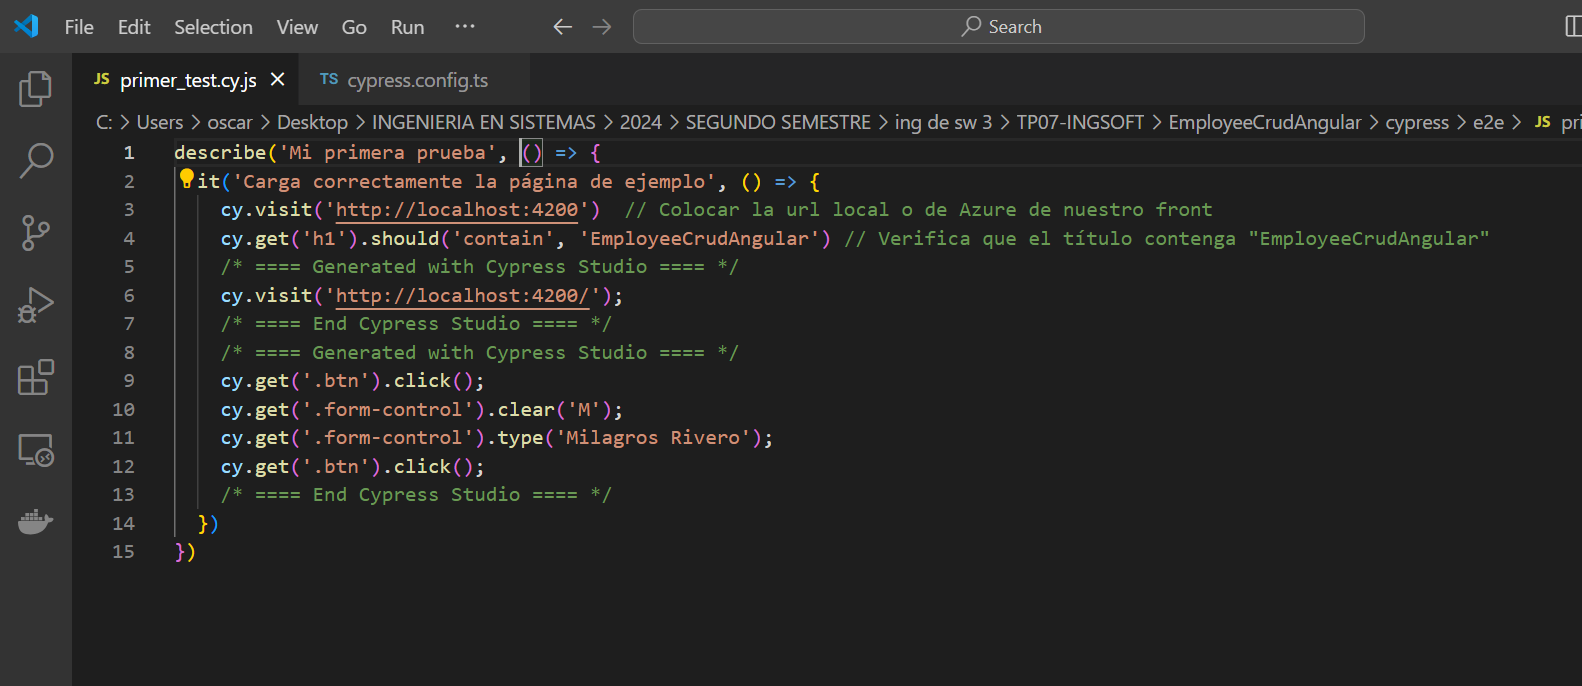 File Edit Selection View Go Run ··· Search
JS primer_test.cy.js TS cypress.config.ts
C: > Users > oscar > Desktop > INGENIERIA EN SISTEMAS > 2024 > SEGUNDO SEMESTRE > ing de sw 3 > TP07-INGSOFT > EmployeeCrudAngular > cypress > e2e > JS pri
1 describe('Mi primera prueba', () => {
2 it('Carga correctamente la página de ejemplo', () => {
3 cy.visit('http://localhost:4200') // Colocar la url local o de Azure de nuestro front
4 cy.get('h1').should('contain', 'EmployeeCrudAngular') // Verifica que el título contenga "EmployeeCrudAngular"
5 /* ==== Generated with Cypress Studio ==== */
6 cy.visit('http://localhost:4200/');
7 /* ==== End Cypress Studio ==== */
8 /* ==== Generated with Cypress Studio ==== */
9 cy.get('.btn').click();
10 cy.get('.form-control').clear('M');
11 cy.get('.form-control').type('Milagros Rivero');
12 cy.get('.btn').click();
13 /* ==== End Cypress Studio ==== */
14 })
15 })